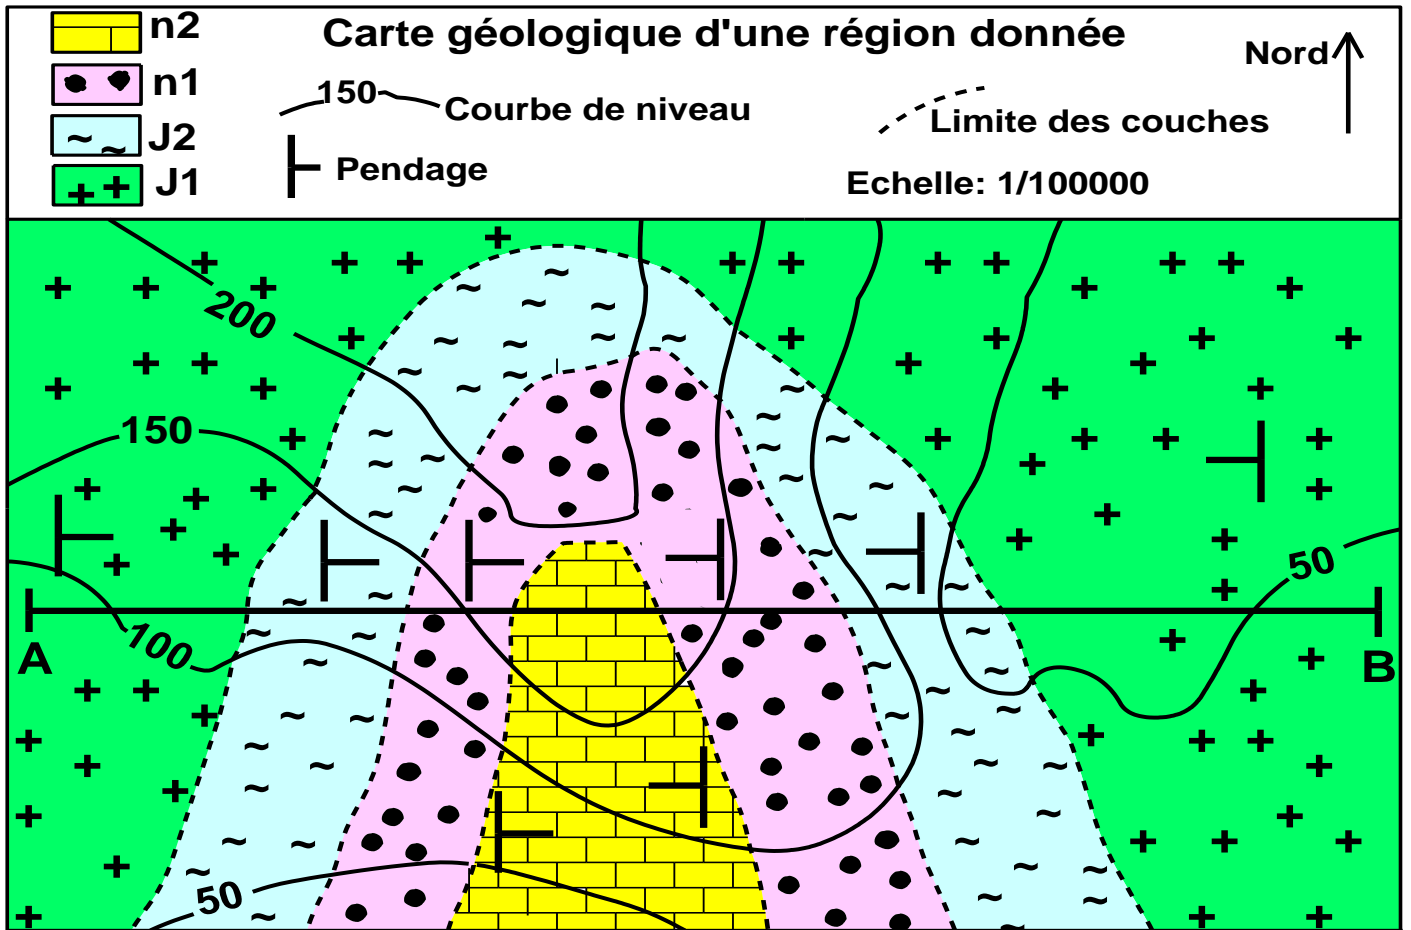 n2
Carte géologique d'une région donnée
Nord
n1
150
Courbe de niveau
Limite des couches
J2
Pendage
J1
Echelle: 1/100000
200
150
50
100
A
B
50